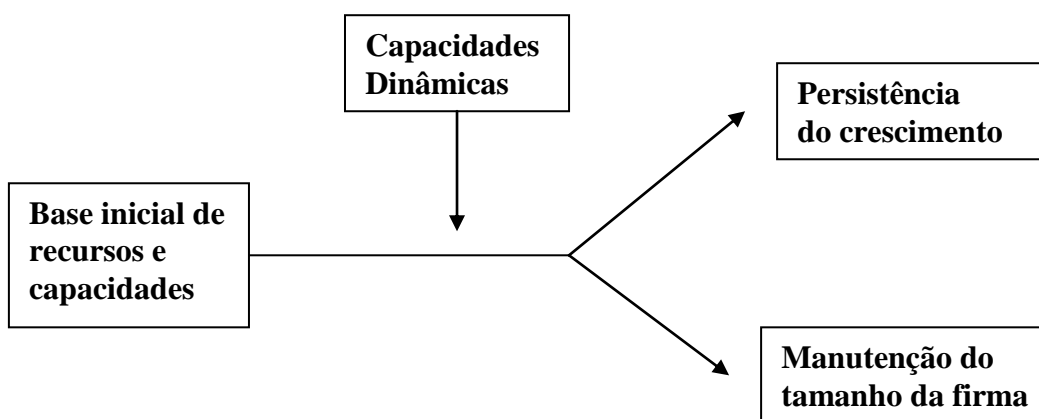 Capacidades
Dinâmicas
Persistência
do crescimento
Base inicial de
recursos e
capacidades
Manutenção do
tamanho da firma